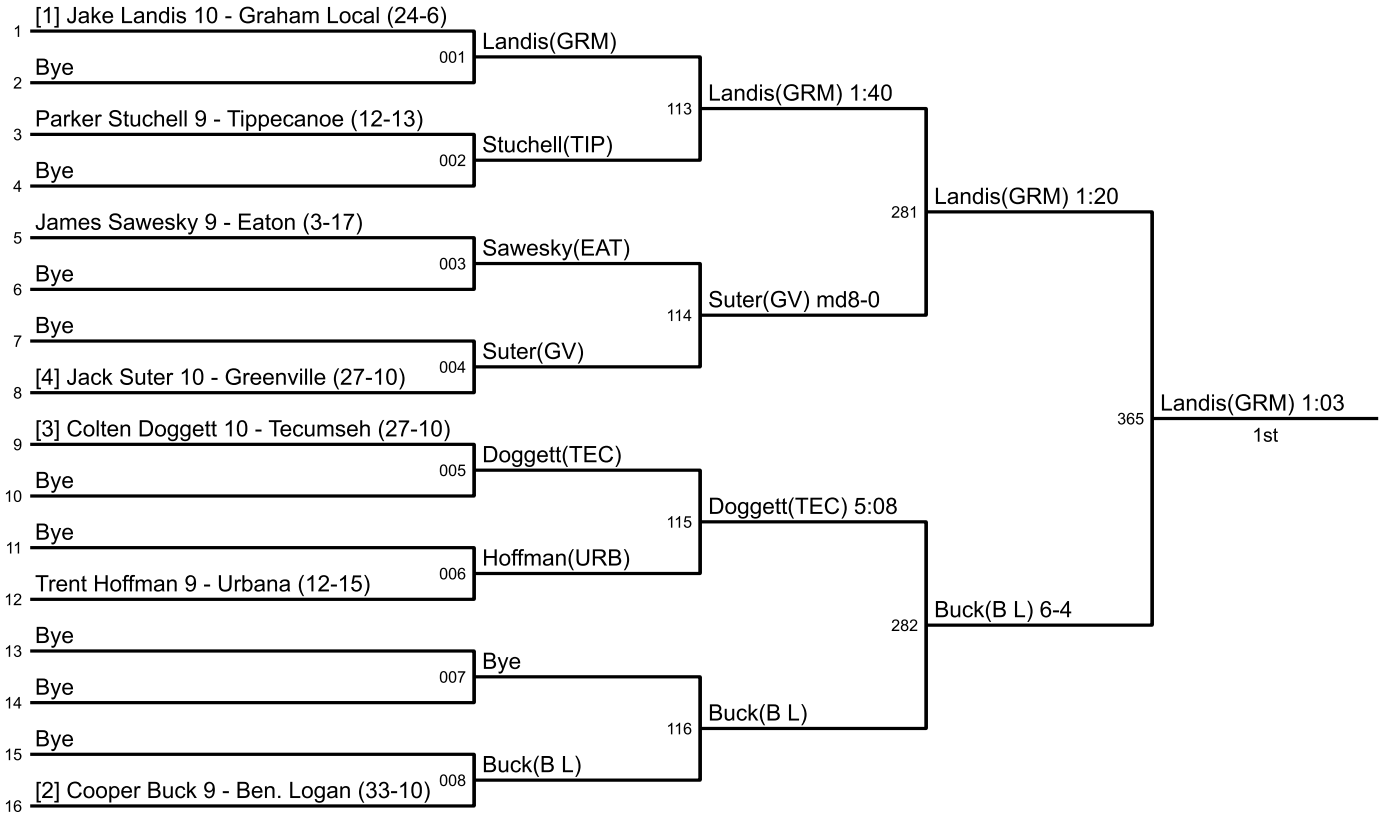 [1] Jake Landis 10 - Graham Local (24-6)
1
001
Landis(GRM)
Bye
2
113
Landis(GRM) 1:40
Parker Stuchell 9 - Tippecanoe (12-13)
3
002
Stuchell(TIP)
Bye
4
281
Landis(GRM) 1:20
James Sawesky 9 - Eaton (3-17)
5
003
Sawesky(EAT)
Bye
6
114
Suter(GV) md8-0
Bye
7
004
Suter(GV)
[4] Jack Suter 10 - Greenville (27-10)
8
365
Landis(GRM) 1:03
1st
[3] Colten Doggett 10 - Tecumseh (27-10)
9
005
Doggett(TEC)
Bye
10
115
Doggett(TEC) 5:08
Bye
11
006
Hoffman(URB)
Trent Hoffman 9 - Urbana (12-15)
12
282
Buck(B L) 6-4
Bye
13
007
Bye
Bye
14
116
Buck(B L)
Bye
15
008
Buck(B L)
[2] Cooper Buck 9 - Ben. Logan (33-10)
16